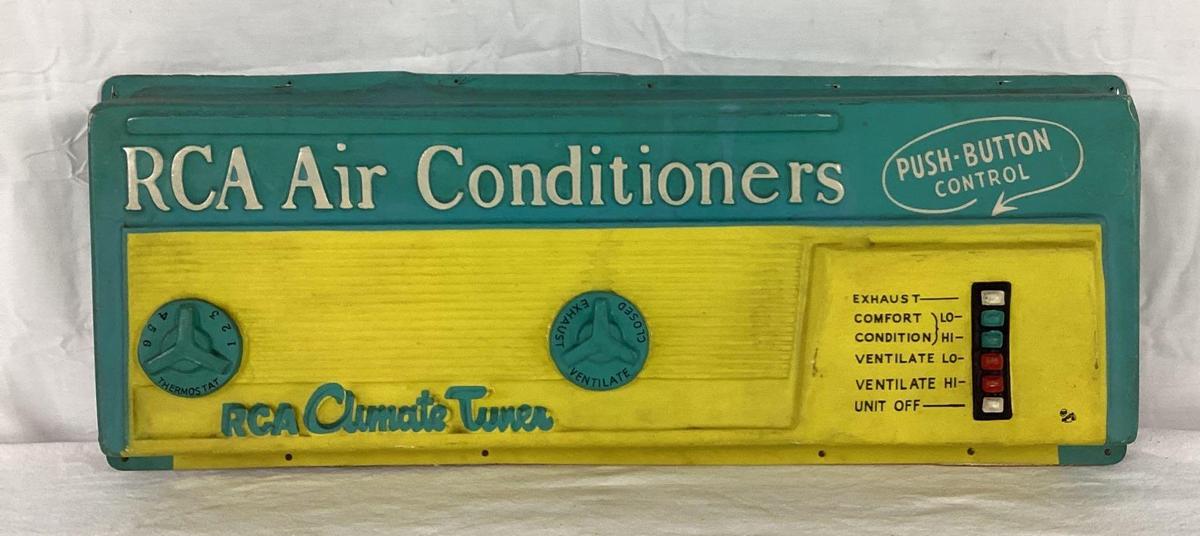 RCA Air Conditioners
PUSH-BUTTON
CONTROL
1 2 3 4 5 6
THERMOSTAT
EXHAUST
CLOSED
VENTILATE
RCA Climate Tuner
EXHAUST
COMFORT LO-
CONDITION HI-
VENTILATE LO-
VENTILATE HI-
UNIT OFF